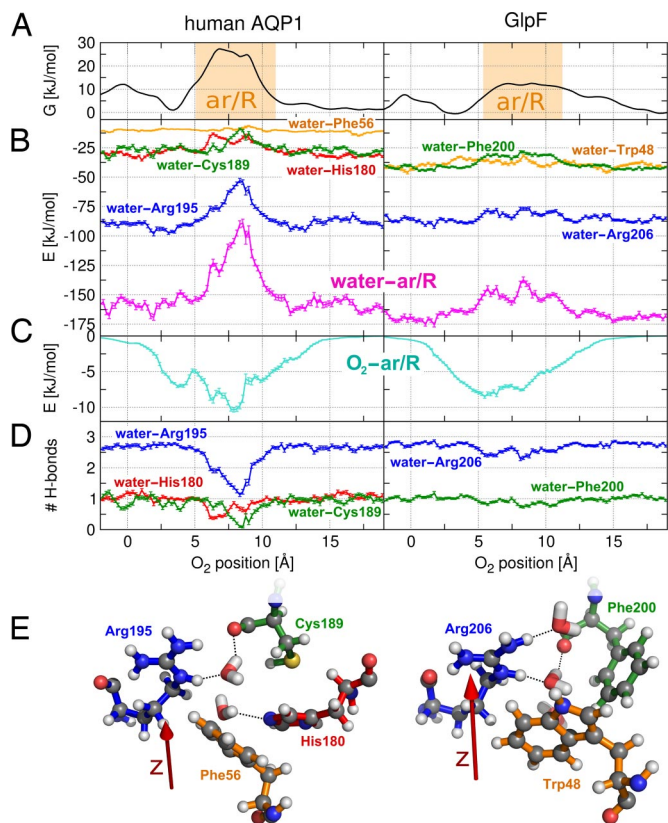 human AQP1
GlpF
A
G [kJ/mol]
30
20
10
0
ar/R
ar/R
B
E [kJ/mol]
-25
-50
-75
-100
-125
-150
-175
water–Phe56
water–Cys189
water–His180
water–Arg195
water–Phe200
water–Trp48
water–Arg206
water–ar/R
C
E [kJ/mol]
0
-5
-10
O2–ar/R
D
# H-bonds
3
2
1
0
water–Arg195
water–His180
water–Cys189
water–Arg206
water–Phe200
0 5 10 15
0 5 10 15
O2 position [Å]
O2 position [Å]
E
Arg195
Cys189
His180
Phe56
Z
Arg206
Phe200
Trp48
Z